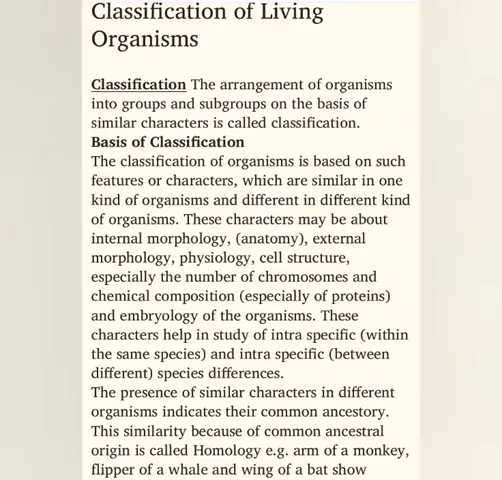 Classification of Living
Organisms
Classification The arrangement of organisms
into groups and subgroups on the basis of
similar characters is called classification.
Basis of Classification
The classification of organisms is based on such
features or characters, which are similar in one
kind of organisms and different in different kind
of organisms. These characters may be about
internal morphology, (anatomy), external
morphology, physiology, cell structure,
especially the number of chromosomes and
chemical composition (especially of proteins)
and embryology of the organisms. These
characters help in study of intra specific (within
the same species) and intra specific (between
different) species differences.
The presence of similar characters in different
organisms indicates their common ancestory.
This similarity because of common ancestral
origin is called Homology e.g. arm of a monkey,
flipper of a whale and wing of a bat show